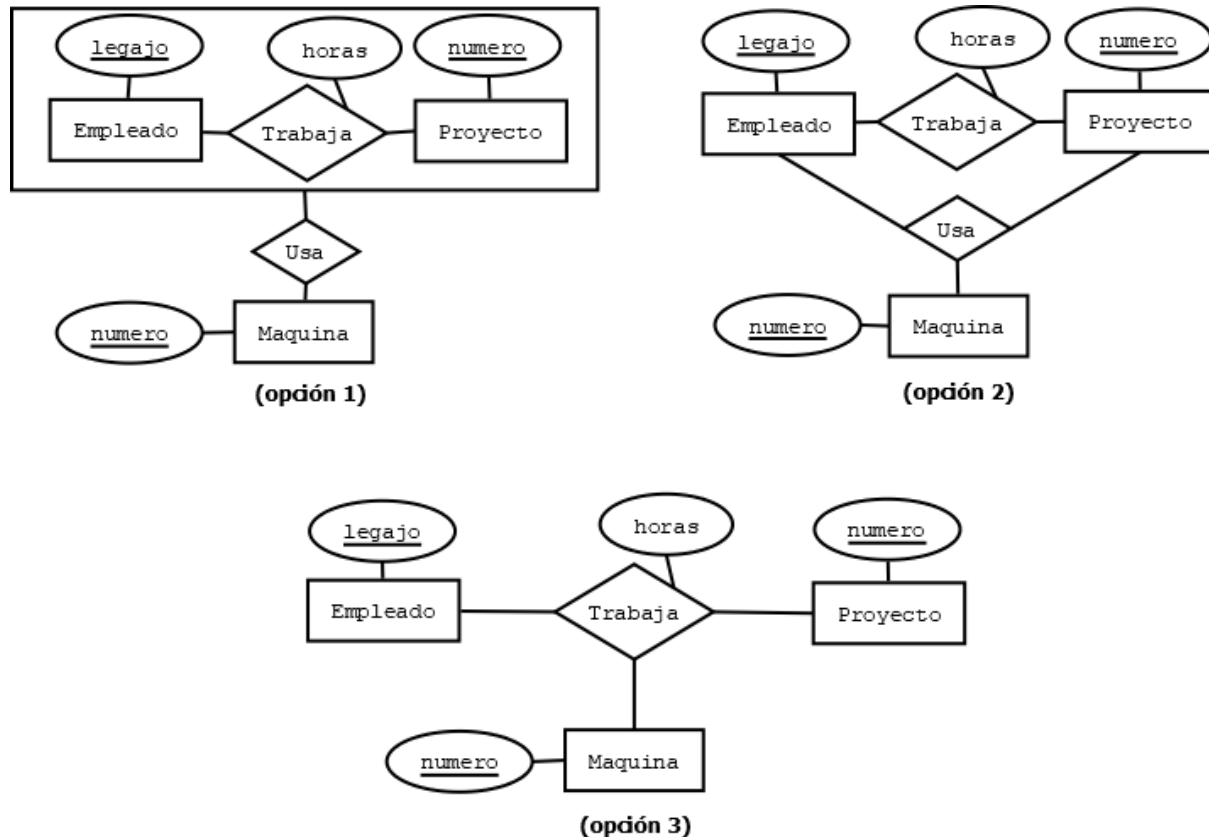 legajo
horas
numero
Empleado
Trabaja
Proyecto
Usa
numero
Maquina
(opción 1)
legajo
horas
numero
Empleado
Trabaja
Proyecto
Usa
numero
Maquina
(opción 2)
legajo
horas
numero
Empleado
Trabaja
Proyecto
numero
Maquina
(opción 3)